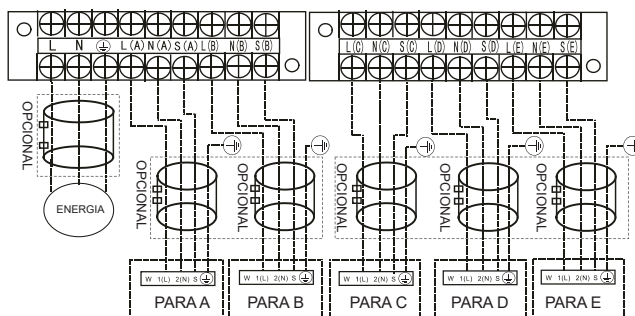 L N L(A) N(A) S(A) L(B) N(B) S(B)
L(C) N(C) S(C) L(D) N(D) S(D) L(E) N(E) S(E)
OPCIONAL
ENERGIA
OPCIONAL
OPCIONAL
OPCIONAL
OPCIONAL
OPCIONAL
W 1(L) 2(N) S
W 1(L) 2(N) S
W 1(L) 2(N) S
W 1(L) 2(N) S
W 1(L) 2(N) S
PARA A
PARA B
PARA C
PARA D
PARA E